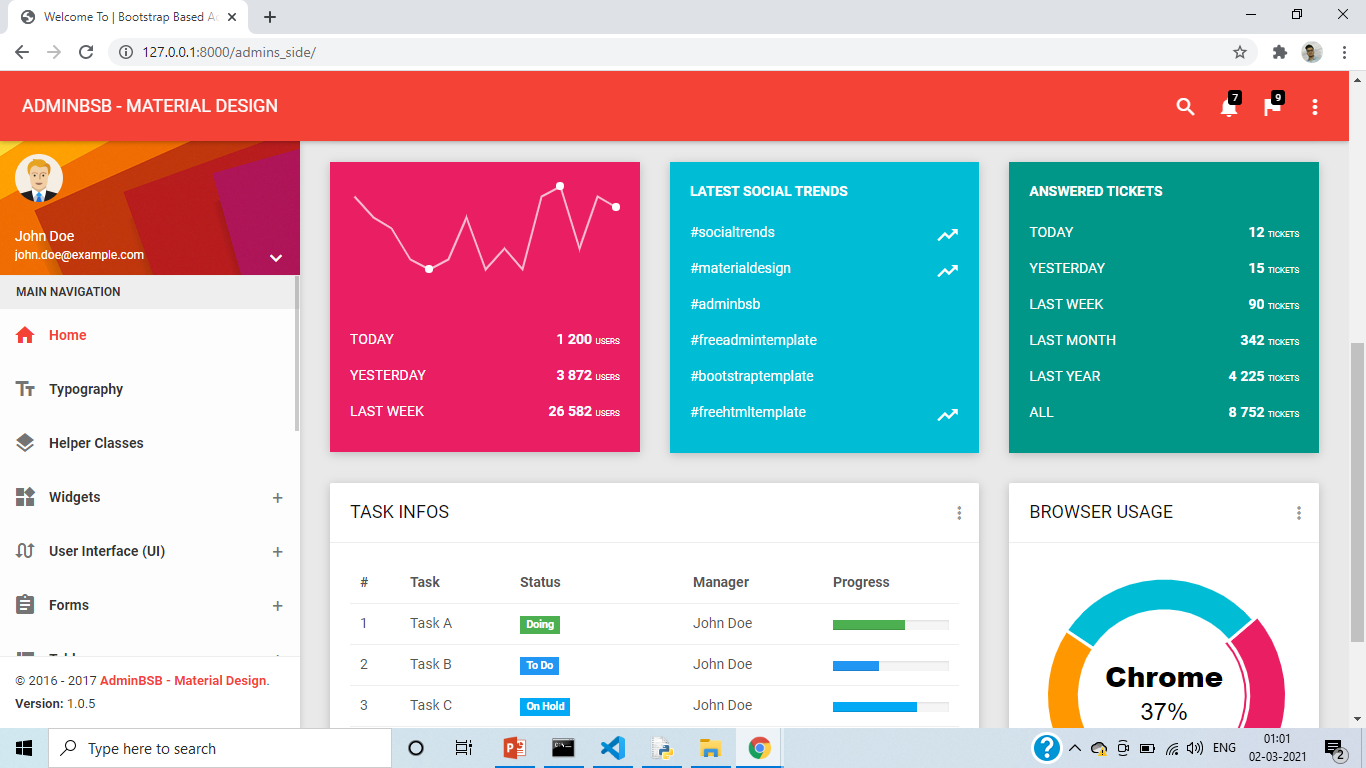 Welcome To | Bootstrap Based Ad
127.0.0.1:8000/admins_side/
ADMINBSB - MATERIAL DESIGN
7
9
John Doe
john.doe@example.com
MAIN NAVIGATION
Home
Typography
Helper Classes
Widgets
User Interface (UI)
Forms
© 2016 - 2017 AdminBSB - Material Design.
Version: 1.0.5
TODAY 1 200 USERS
YESTERDAY 3 872 USERS
LAST WEEK 26 582 USERS
LATEST SOCIAL TRENDS
#socialtrends
#materialdesign
#adminbsb
#freeadmintemplate
#bootstraptemplate
#freehtmltemplate
ANSWERED TICKETS
TODAY 12 TICKETS
YESTERDAY 15 TICKETS
LAST WEEK 90 TICKETS
LAST MONTH 342 TICKETS
LAST YEAR 4 225 TICKETS
ALL 8 752 TICKETS
TASK INFOS
# Task Status Manager Progress
1 Task A Doing John Doe
2 Task B To Do John Doe
3 Task C On Hold John Doe
BROWSER USAGE
Chrome
37%
Type here to search
ENG
01:01
02-03-2021
2